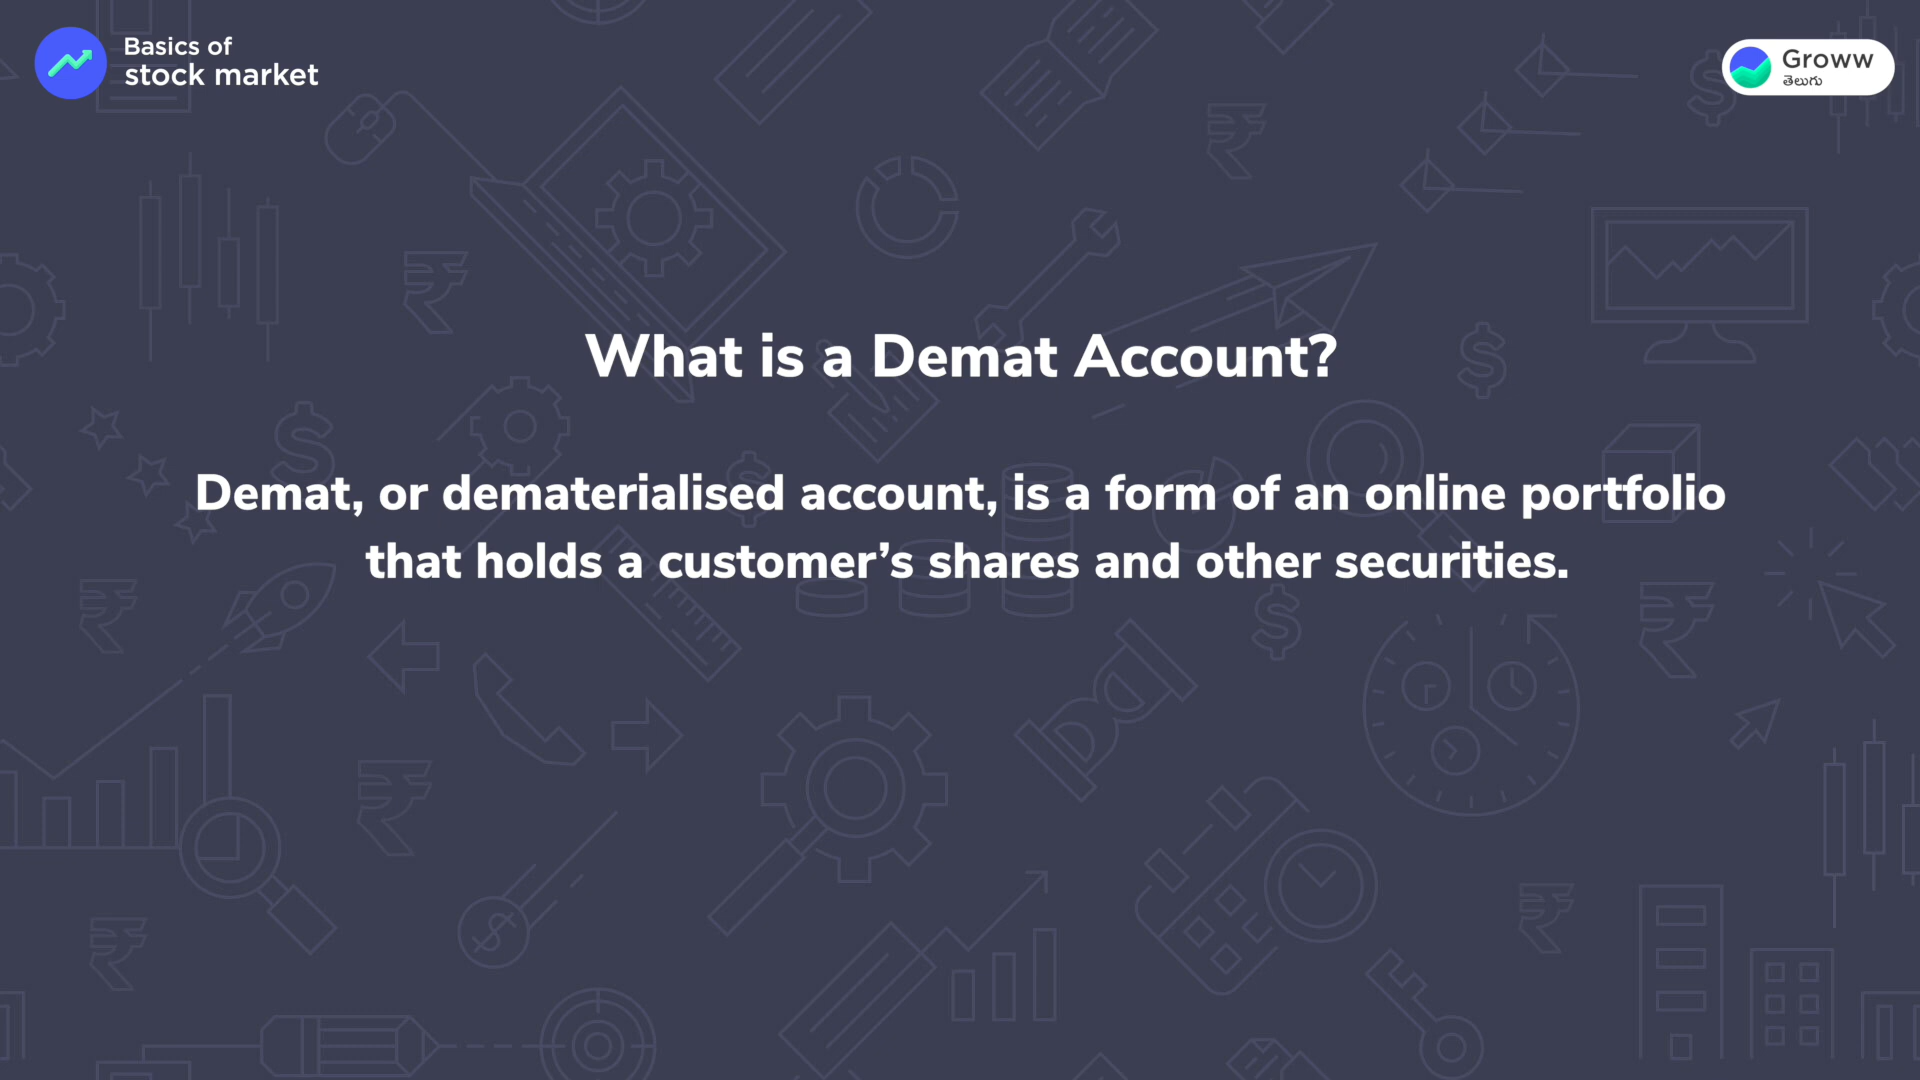 Basics of
stock market
Groww
తెలుగు
What is a Demat Account?
Demat, or dematerialised account, is a form of an online portfolio
that holds a customer’s shares and other securities.